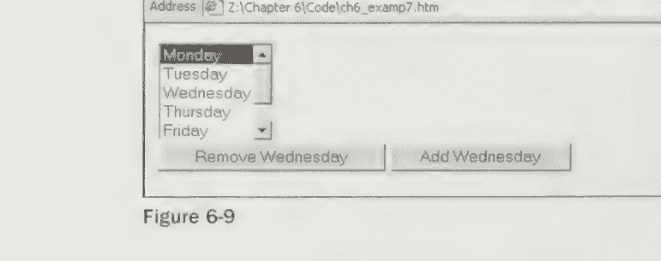 Address Z:\Chapter 6\Code\ch6_examp7.htm
Monday
Tuesday
Wednesday
Thursday
Friday
Remove Wednesday Add Wednesday
Figure 6-9